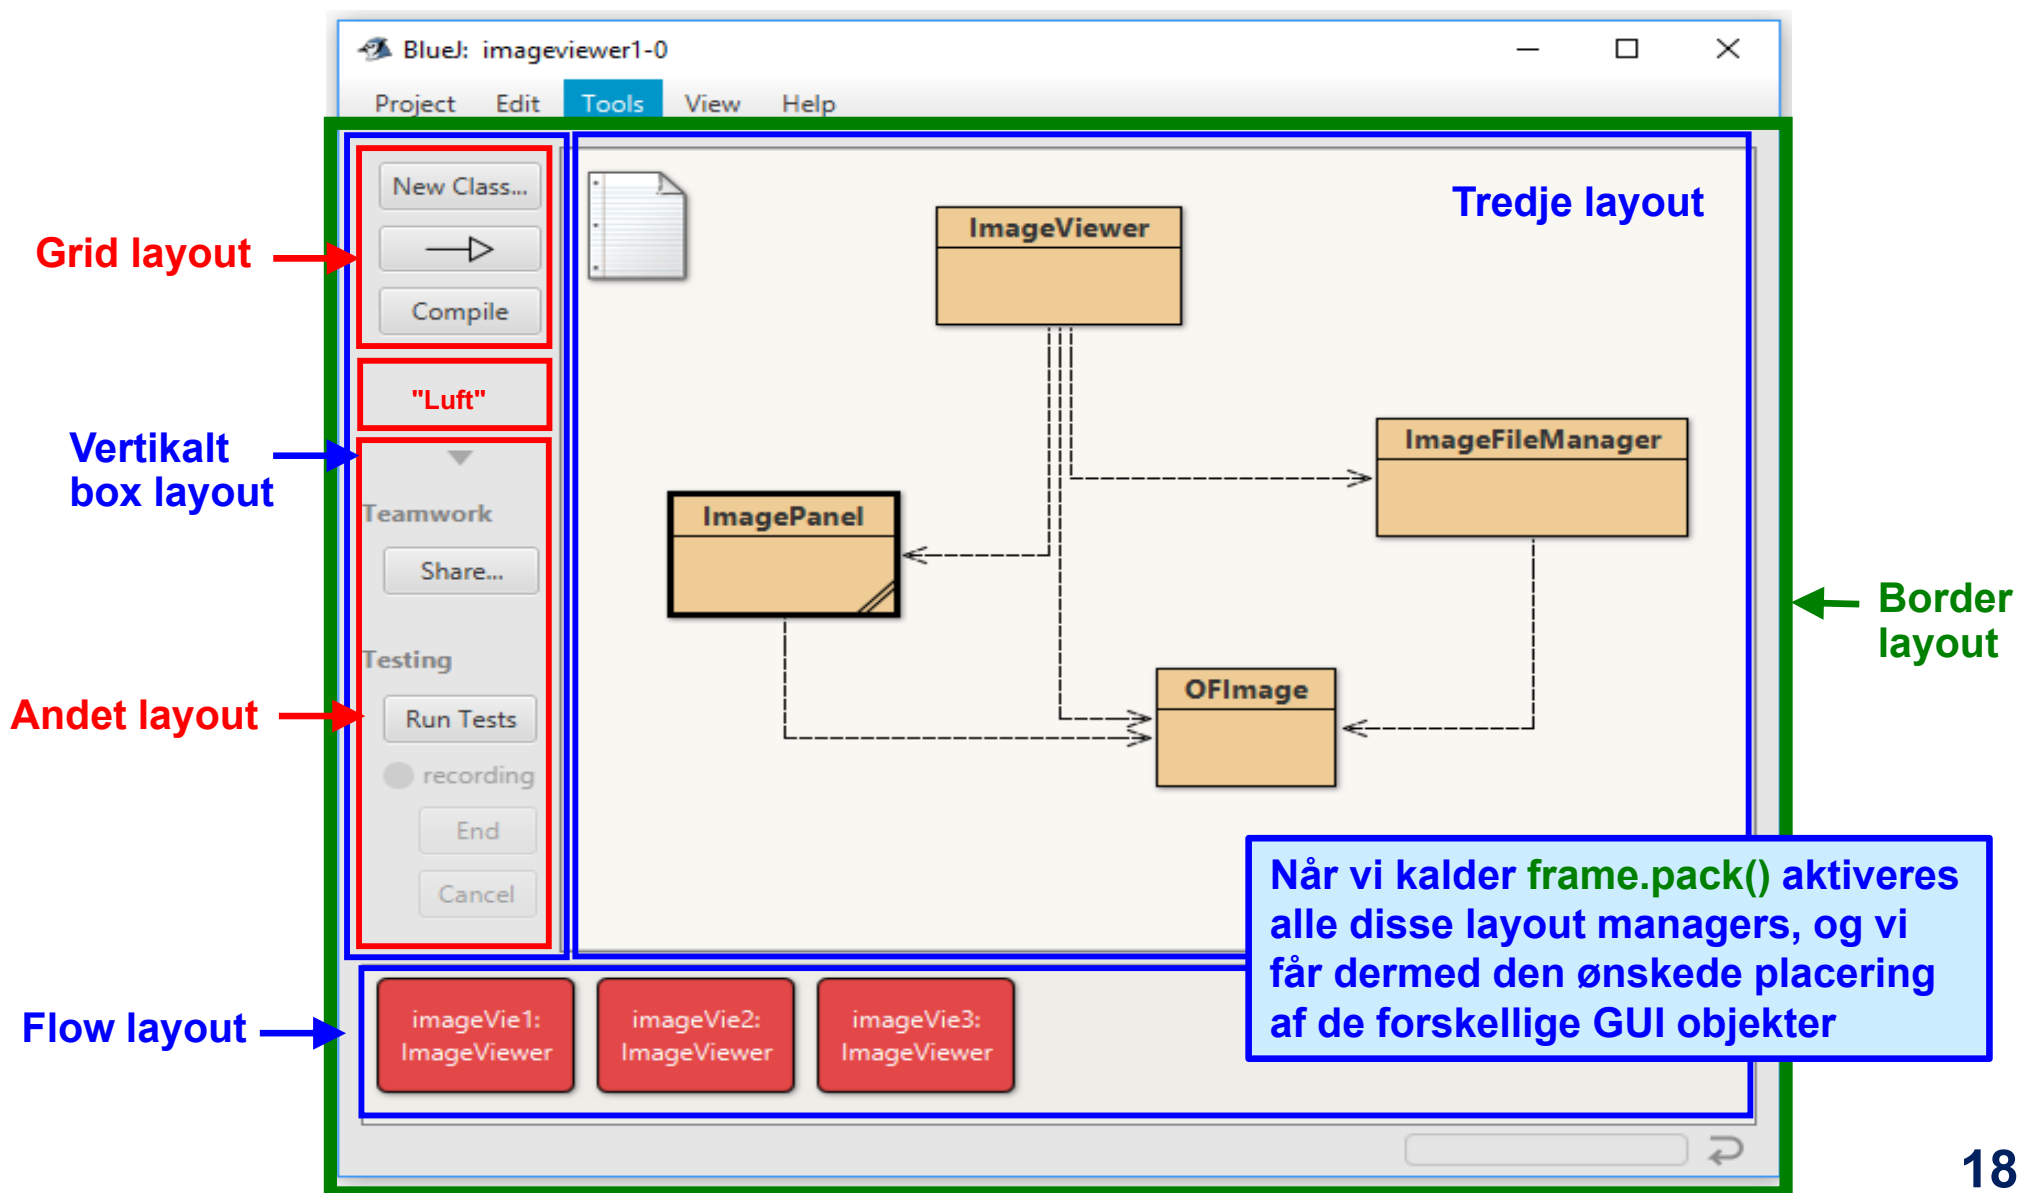 BlueJ: imageviewer1-0
Project Edit Tools View Help
New Class...
Compile
Grid layout
"Luft"
Vertikalt
box layout
Teamwork
Share...
Testing
Andet layout
Run Tests
recording
End
Cancel
Tredje layout
ImageViewer
ImageFileManager
ImagePanel
OFImage
Border
layout
Når vi kalder frame.pack() aktiveres
alle disse layout managers, og vi
får dermed den ønskede placering
af de forskellige GUI objekter
Flow layout
imageVie1:
ImageViewer
imageVie2:
ImageViewer
imageVie3:
ImageViewer
18